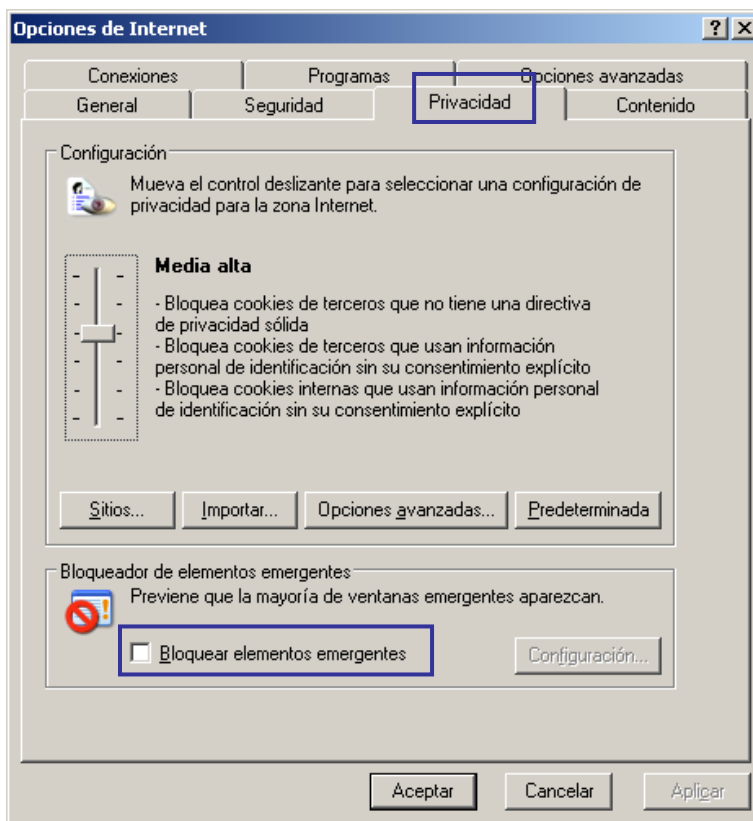 Opciones de Internet
Conexiones
Programas
Opciones avanzadas
General
Seguridad
Privacidad
Contenido
Configuración
Mueva el control deslizante para seleccionar una configuración de
privacidad para la zona Internet.
Media alta
- Bloquea cookies de terceros que no tiene una directiva
de privacidad sólida
- Bloquea cookies de terceros que usan información
personal de identificación sin su consentimiento explícito
- Bloquea cookies internas que usan información personal
de identificación sin su consentimiento explícito
Sitios...
Importar...
Opciones avanzadas...
Predeterminada
Bloqueador de elementos emergentes
Previene que la mayoría de ventanas emergentes aparezcan.
Bloquear elementos emergentes
Configuración...
Aceptar
Cancelar
Aplicar